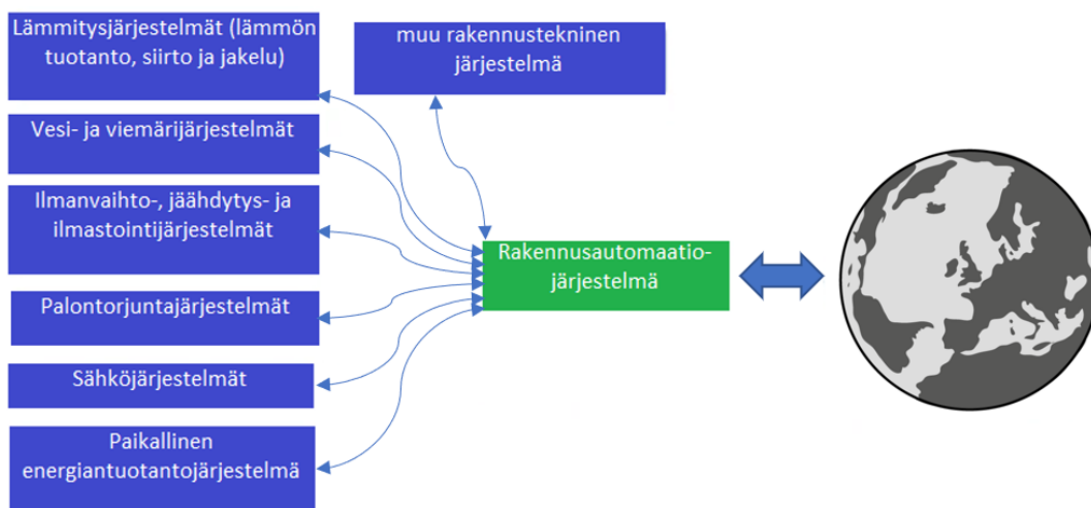 Lämmitysjärjestelmät (lämmön
tuotanto, siirto ja jakelu)
muu rakennustekninen
järjestelmä
Vesi- ja viemärijärjestelmät
Ilmanvaihto-, jäähdytys- ja
ilmastointijärjestelmät
Rakennusautomaatio-
järjestelmä
Palontorjuntajärjestelmät
Sähköjärjestelmät
Paikallinen
energiantuotantojärjestelmä